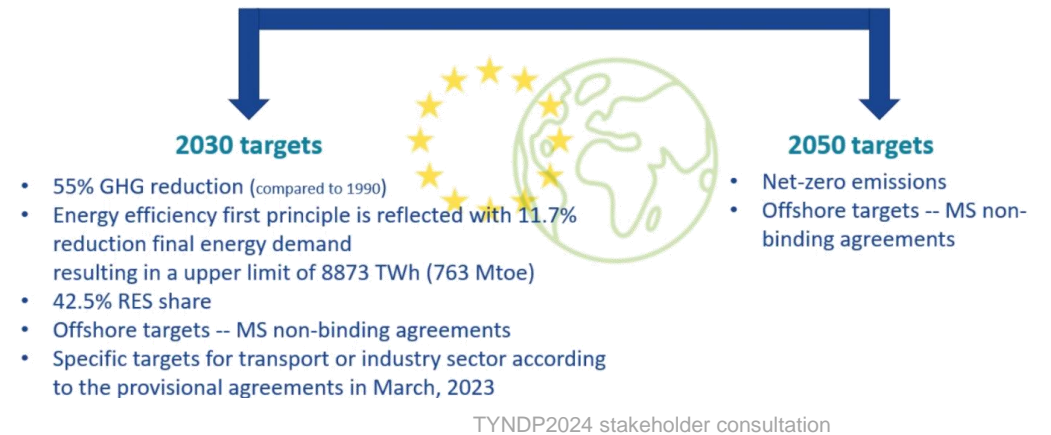 2030 targets
• 55% GHG reduction (compared to 1990)
• Energy efficiency first principle is reflected with 11.7%
reduction final energy demand
resulting in a upper limit of 8873 TWh (763 Mtoe)
• 42.5% RES share
• Offshore targets -- MS non-binding agreements
• Specific targets for transport or industry sector according
to the provisional agreements in March, 2023
2050 targets
• Net-zero emissions
• Offshore targets -- MS non-
binding agreements
TYNDP2024 stakeholder consultation